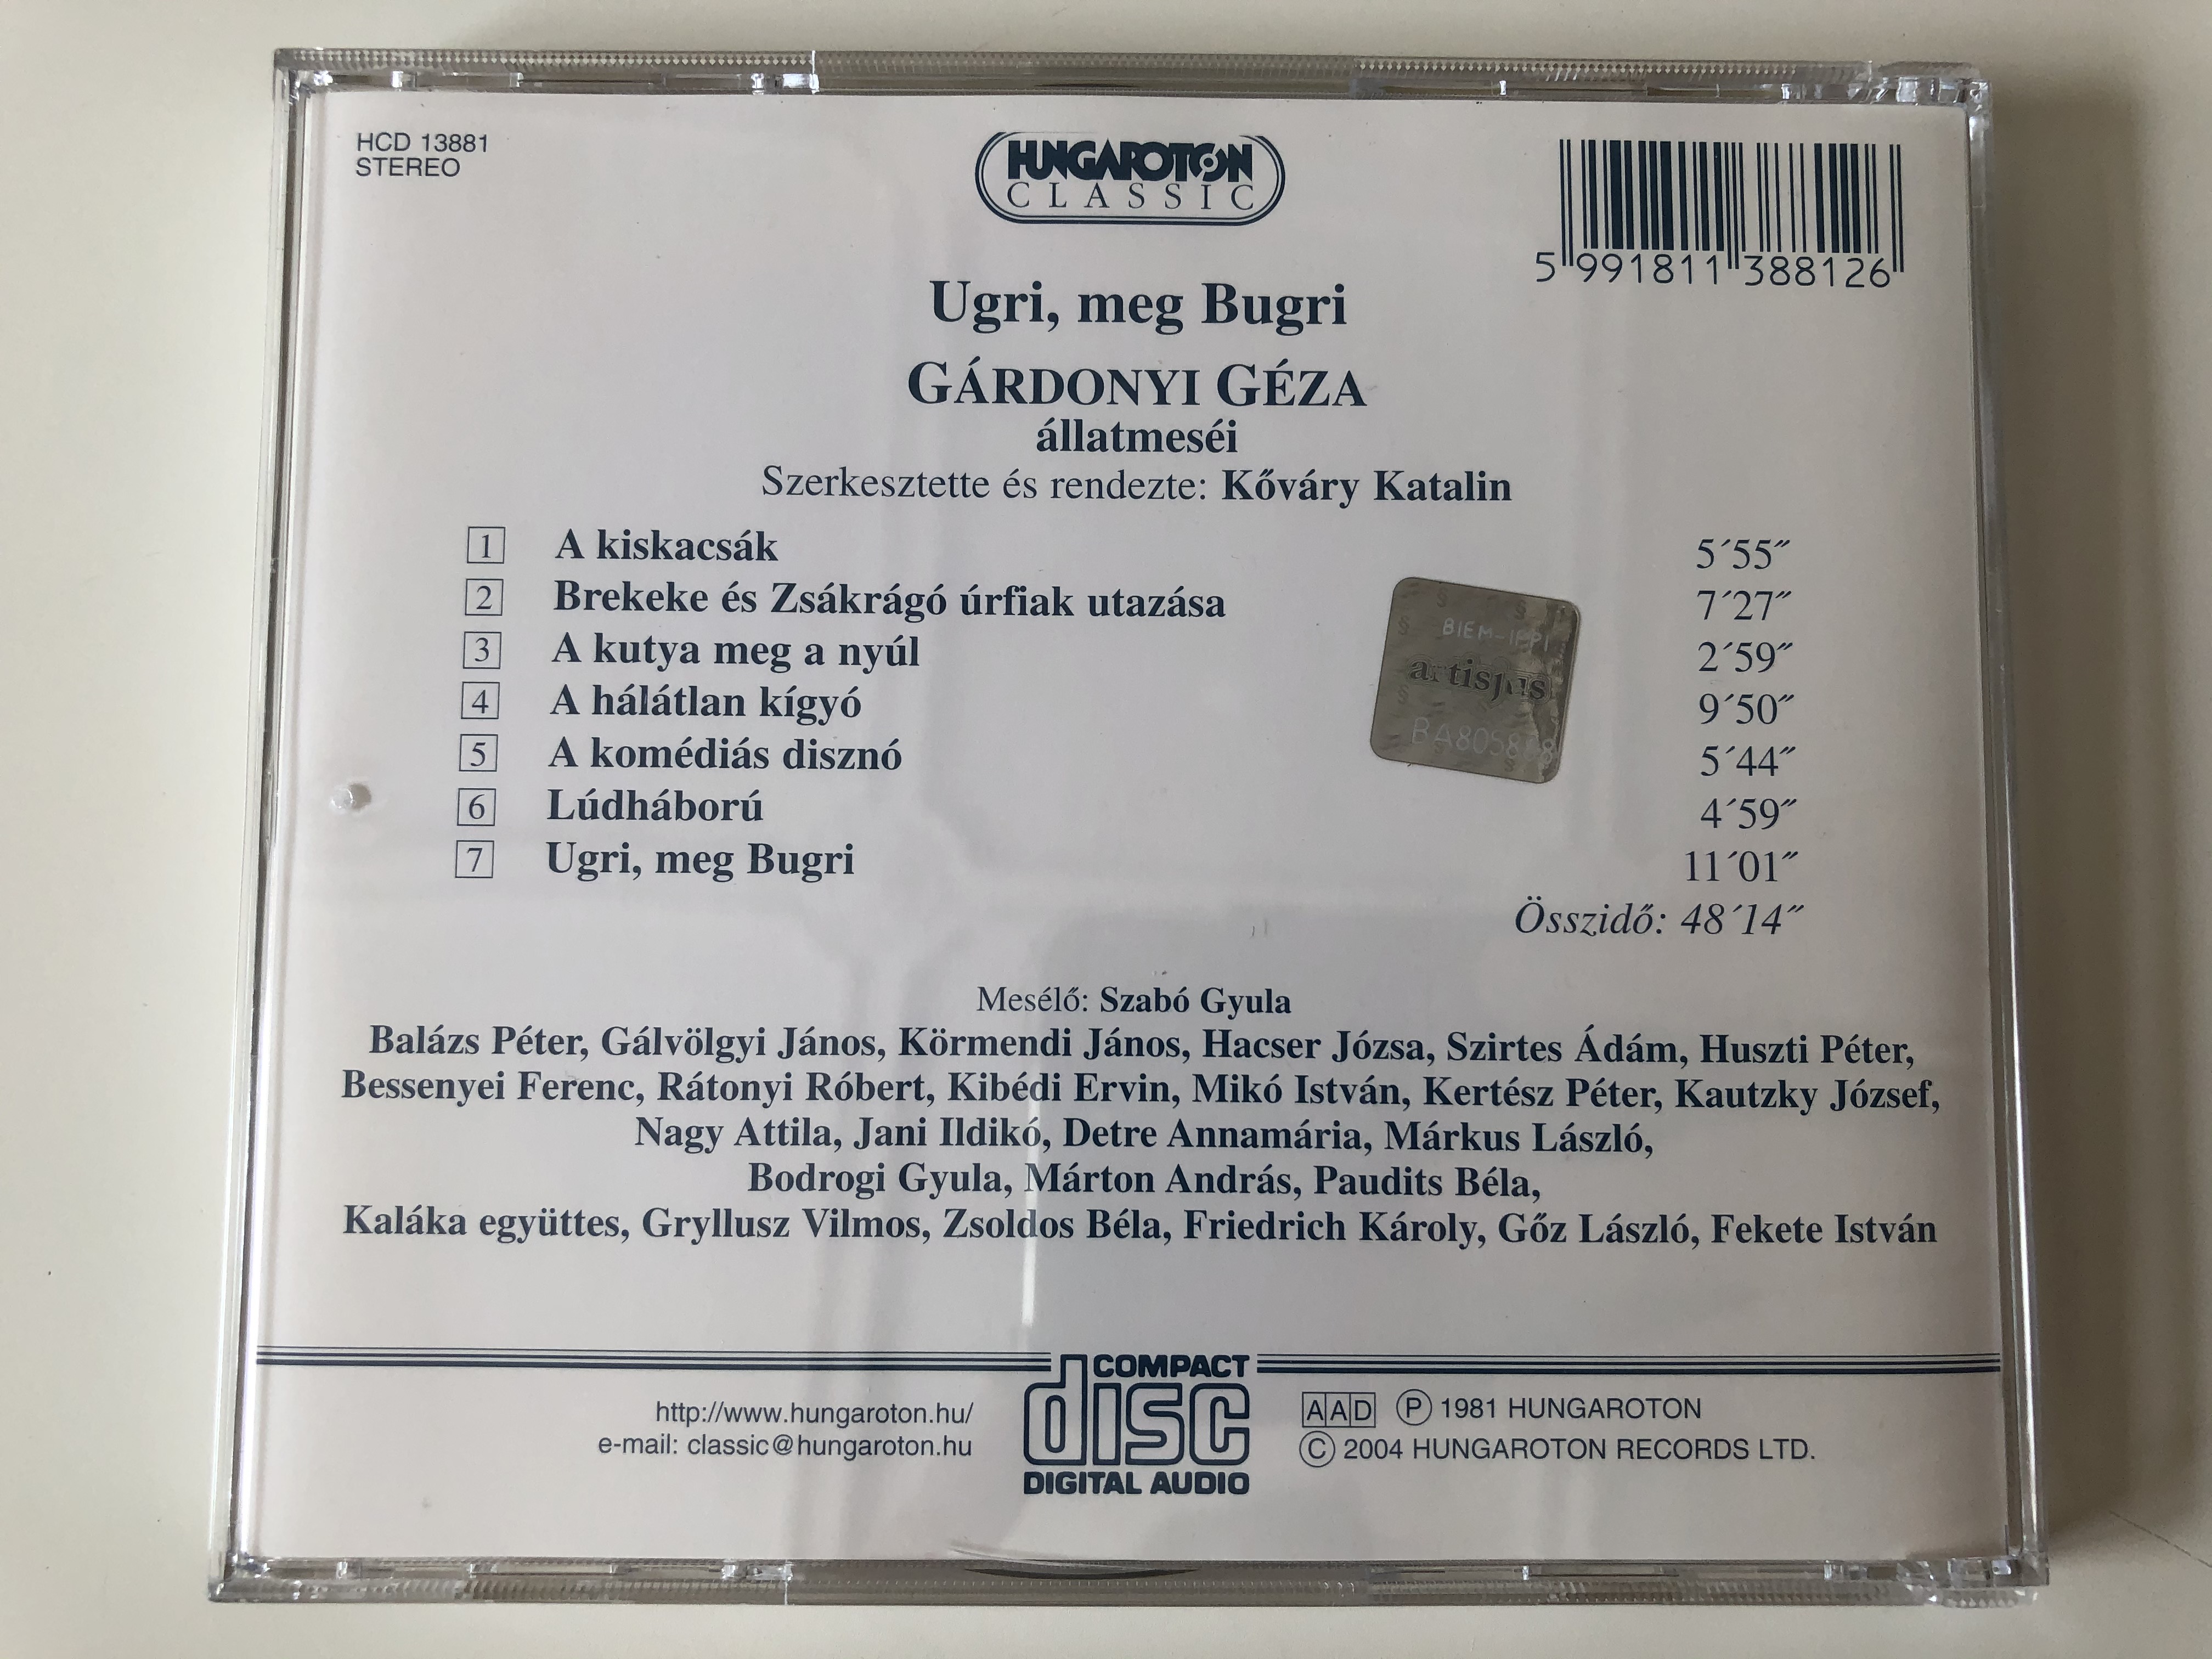 HCD 13881
STEREO
HUNGAROTON
CLASSIC
5 991811 388126
Ugri, meg Bugri
GÁRDONYI GÉZA
állatmeséi
Szerkesztette és rendezte: Kőváry Katalin
1 A kiskacsák 5´55˝
2 Brekeke és Zsákrágó úrfiak utazása 7´27˝
3 A kutya meg a nyúl 2´59˝
4 A hálátlan kígyó 9´50˝
5 A komédiás disznó 5´44˝
6 Lúdháború 4´59˝
7 Ugri, meg Bugri 11´01˝
Összidő: 48´14˝
BIEM-IFPI
artisjus
Mesélő: Szabó Gyula
Balázs Péter, Gálvölgyi János, Körmendi János, Hacser Józsa, Szirtes Ádám, Huszti Péter,
Bessenyei Ferenc, Rátonyi Róbert, Kibédi Ervin, Mikó István, Kertész Péter, Kautzky József,
Nagy Attila, Jani Ildikó, Detre Annamária, Márkus László,
Bodrogi Gyula, Márton András, Paudits Béla,
Kaláka együttes, Gryllusz Vilmos, Zsoldos Béla, Friedrich Károly, Gőz László, Fekete István
http://www.hungaroton.hu/
e-mail: classic@hungaroton.hu
COMPACT
disc
DIGITAL AUDIO
AAD Ⓟ 1981 HUNGAROTON
© 2004 HUNGAROTON RECORDS LTD.